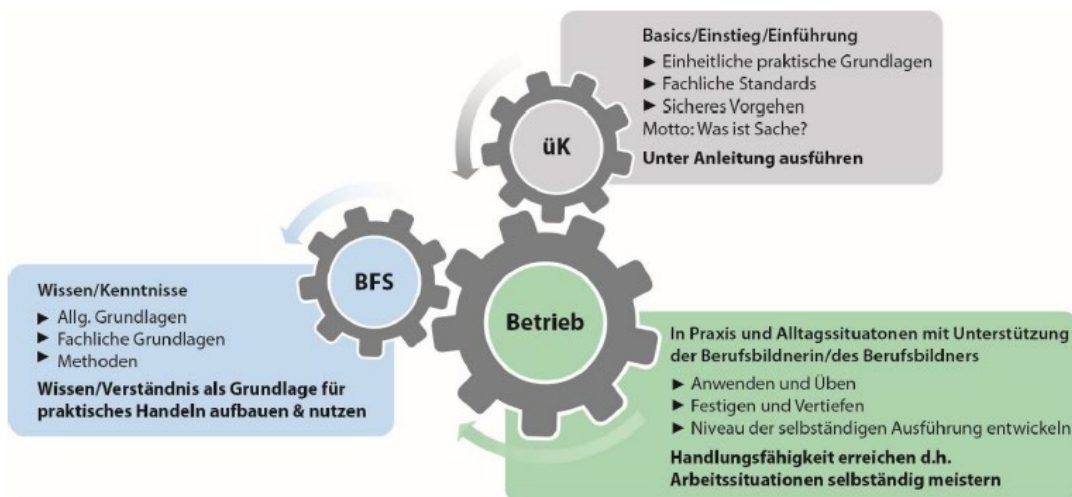 Basics/Einstieg/Einführung
► Einheitliche praktische Grundlagen
► Fachliche Standards
► Sicheres Vorgehen
Motto: Was ist Sache?
Unter Anleitung ausführen
üK
BFS
Betrieb
Wissen/Kenntnisse
► Allg. Grundlagen
► Fachliche Grundlagen
► Methoden
Wissen/Verständnis als Grundlage für
praktisches Handeln aufbauen & nutzen
In Praxis und Alltagssituatonen mit Unterstützung
der Berufsbildnerin/des Berufsbildners
► Anwenden und Üben
► Festigen und Vertiefen
► Niveau der selbständigen Ausführung entwickeln
Handlungsfähigkeit erreichen d.h.
Arbeitssituationen selbständig meistern